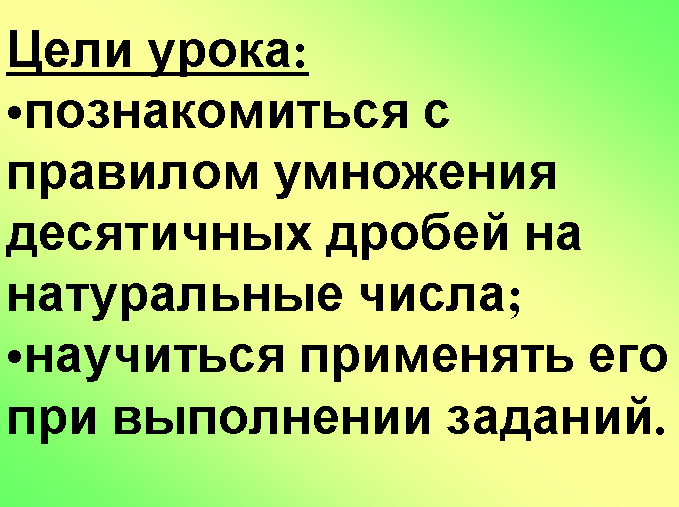 Цели урока:
•познакомиться с
правилом умножения
десятичных дробей на
натуральные числа;
•научиться применять его
при выполнении заданий.